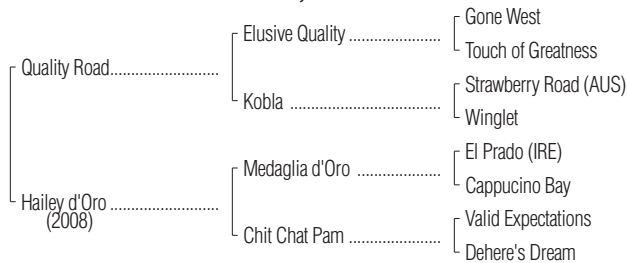 Gone West
Elusive Quality ....................
Touch of Greatness
Quality Road........................
Strawberry Road (AUS)
Kobla .................................
Winglet
El Prado (IRE)
Medaglia d'Oro ..................
Cappucino Bay
Hailey d'Oro ........................
(2008)
Valid Expectations
Chit Chat Pam ....................
Dehere's Dream